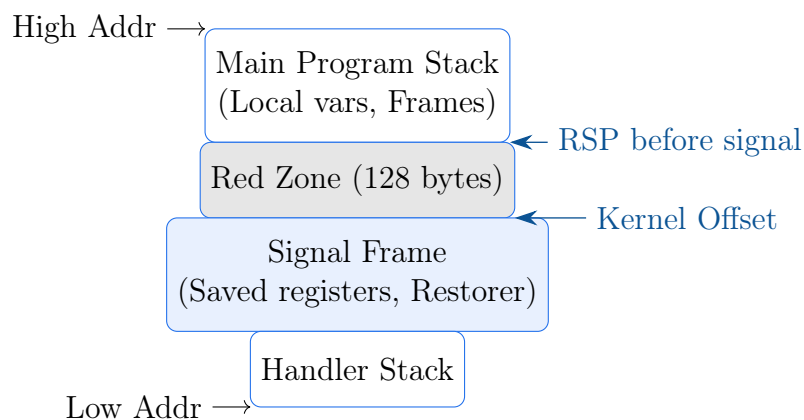 High Addr
Main Program Stack
(Local vars, Frames)
RSP before signal
Red Zone (128 bytes)
Kernel Offset
Signal Frame
(Saved registers, Restorer)
Handler Stack
Low Addr